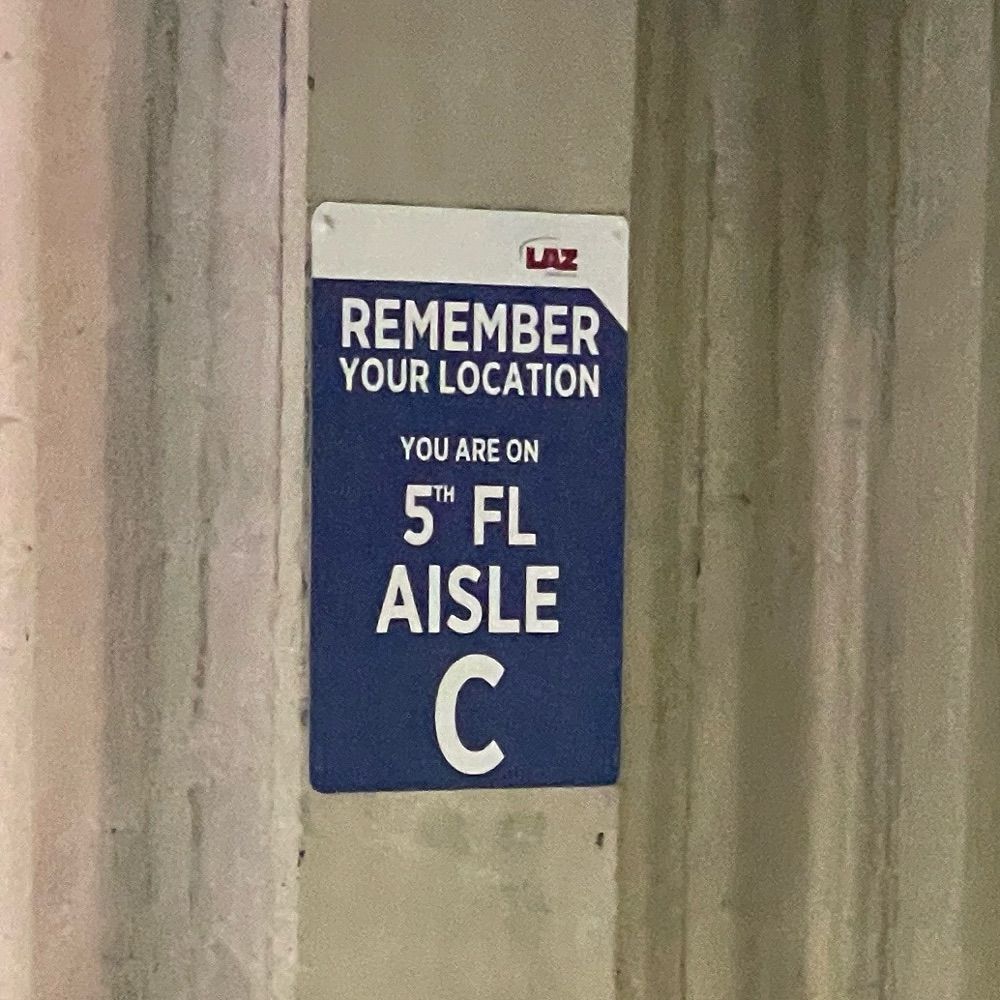 LAZ
REMEMBER
YOUR LOCATION
YOU ARE ON
5TH FL
AISLE
C